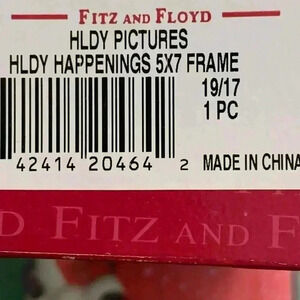 FITZ AND FLOYD
HLDY PICTURES
HLDY HAPPENINGS 5X7 FRAME
19/17
1 PC
42414 20464 2 MADE IN CHINA
D FITZ AND F